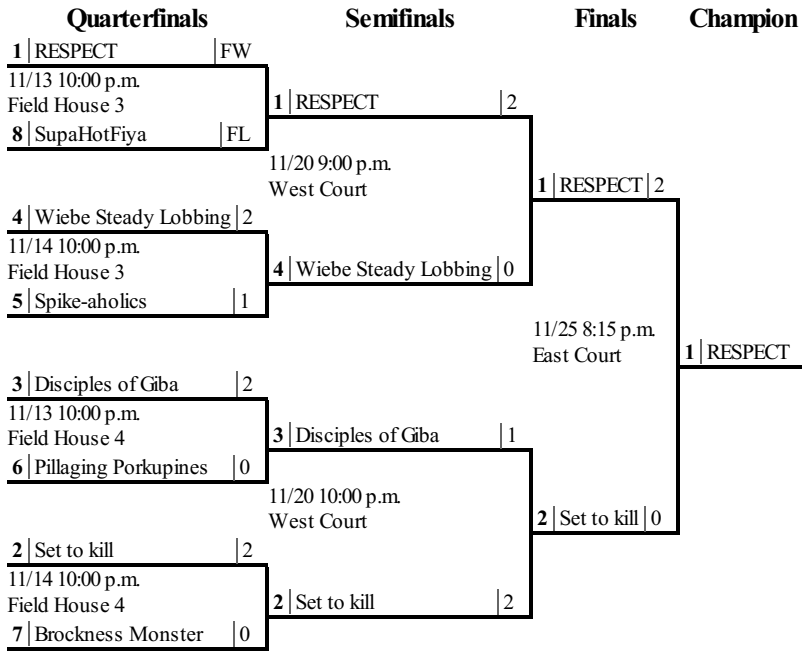 Quarterfinals Semifinals Finals Champion
1 RESPECT FW
11/13 10:00 p.m.
Field House 3
8 SupaHotFiya FL
1 RESPECT 2
11/20 9:00 p.m.
West Court
4 Wiebe Steady Lobbing 2
11/14 10:00 p.m.
Field House 3
5 Spike-aholics 1
4 Wiebe Steady Lobbing 0
1 RESPECT 2
11/25 8:15 p.m.
East Court
1 RESPECT
3 Disciples of Giba 2
11/13 10:00 p.m.
Field House 4
6 Pillaging Porkupines 0
3 Disciples of Giba 1
11/20 10:00 p.m.
West Court
2 Set to kill 0
2 Set to kill 2
11/14 10:00 p.m.
Field House 4
7 Brockness Monster 0
2 Set to kill 2